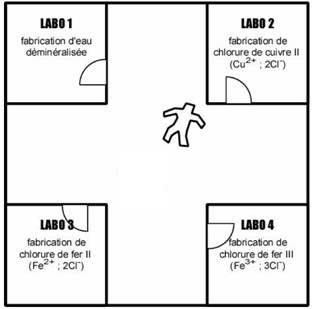 LABO 1
fabrication d'eau
déminéralisée
LABO 2
fabrication de
chlorure de cuivre II
(Cu²⁺ ; 2Cl⁻)
LABO 3
fabrication de
chlorure de fer II
(Fe²⁺ ; 2Cl⁻)
LABO 4
fabrication de
chlorure de fer III
(Fe³⁺ ; 3Cl⁻)